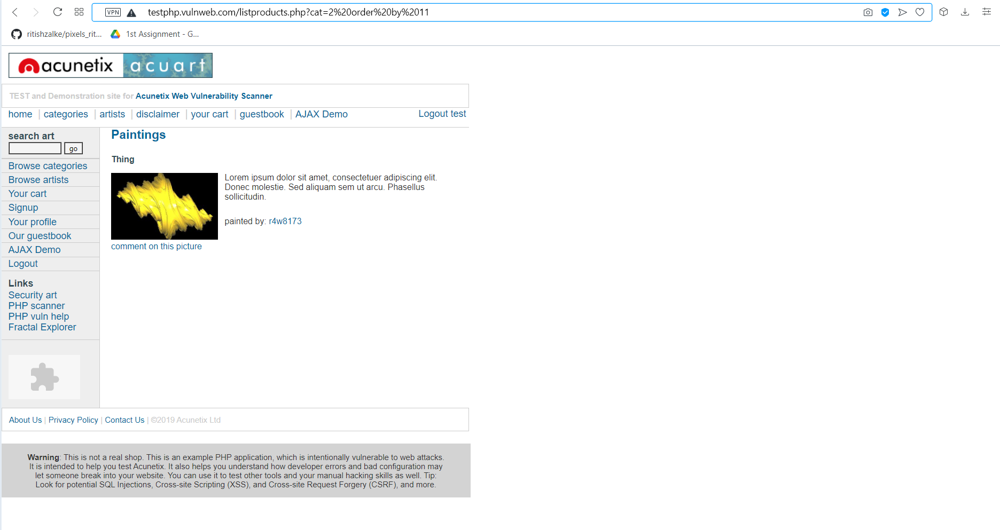 VPN testphp.vulnweb.com/listproducts.php?cat=2%20order%20by%2011
ritishzalke/pixels_rit... 1st Assignment - G...
acunetix acuart
TEST and Demonstration site for Acunetix Web Vulnerability Scanner
home | categories | artists | disclaimer | your cart | guestbook | AJAX Demo Logout test
search art
go
Browse categories
Browse artists
Your cart
Signup
Your profile
Our guestbook
AJAX Demo
Logout
Links
Security art
PHP scanner
PHP vuln help
Fractal Explorer
Paintings
Thing
Lorem ipsum dolor sit amet, consectetuer adipiscing elit.
Donec molestie. Sed aliquam sem ut arcu. Phasellus
sollicitudin.
painted by: r4w8173
comment on this picture
About Us | Privacy Policy | Contact Us | ©2019 Acunetix Ltd
Warning: This is not a real shop. This is an example PHP application, which is intentionally vulnerable to web attacks.
It is intended to help you test Acunetix. It also helps you understand how developer errors and bad configuration may
let someone break into your website. You can use it to test other tools and your manual hacking skills as well. Tip:
Look for potential SQL Injections, Cross-site Scripting (XSS), and Cross-site Request Forgery (CSRF), and more.